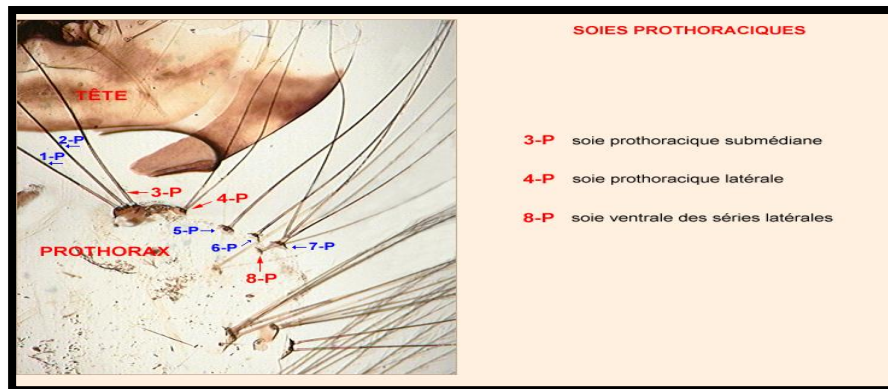 SOIES PROTHORACIQUES
TÊTE
2-P
1-P
3-P
4-P
5-P
6-P
7-P
8-P
PROTHORAX
3-P soie prothoracique submédiane
4-P soie prothoracique latérale
8-P soie ventrale des séries latérales